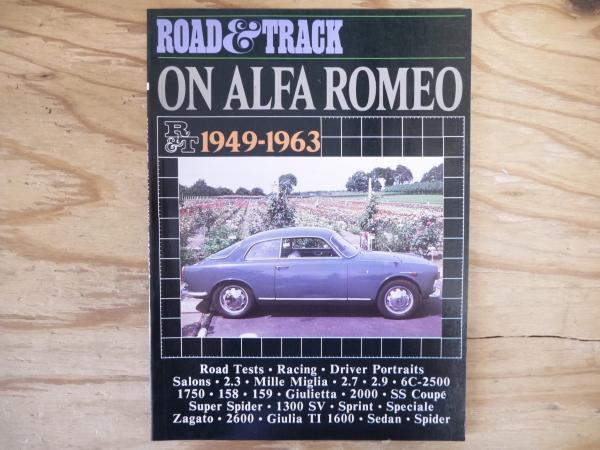 ROAD & TRACK
ON ALFA ROMEO
R&T 1949-1963
Road Tests • Racing • Driver Portraits
Salons • 2.3 • Mille Miglia • 2.7 • 2.9 • 6C-2500
1750 • 158 • 159 • Giulietta • 2000 • SS Coupé
Super Spider • 1300 SV • Sprint • Speciale
Zagato • 2600 • Giulia TI 1600 • Sedan • Spider